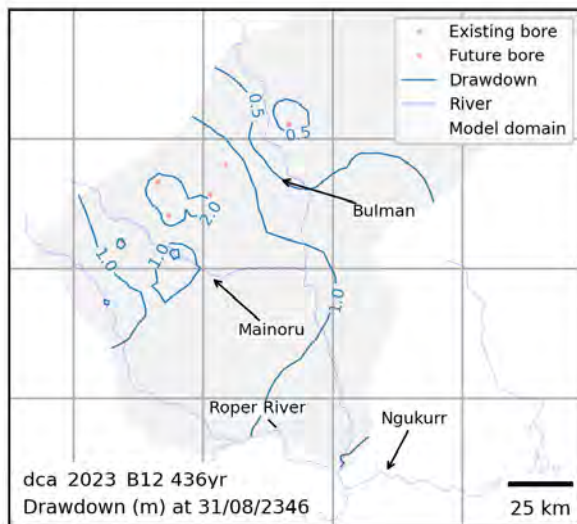 Existing bore
Future bore
Drawdown
River
Model domain
0.5
0.5
Bulman
2.0
1.0
1.0
1.0
Mainoru
Roper River
Ngukurr
dca 2023 B12 436yr
Drawdown (m) at 31/08/2346
25 km